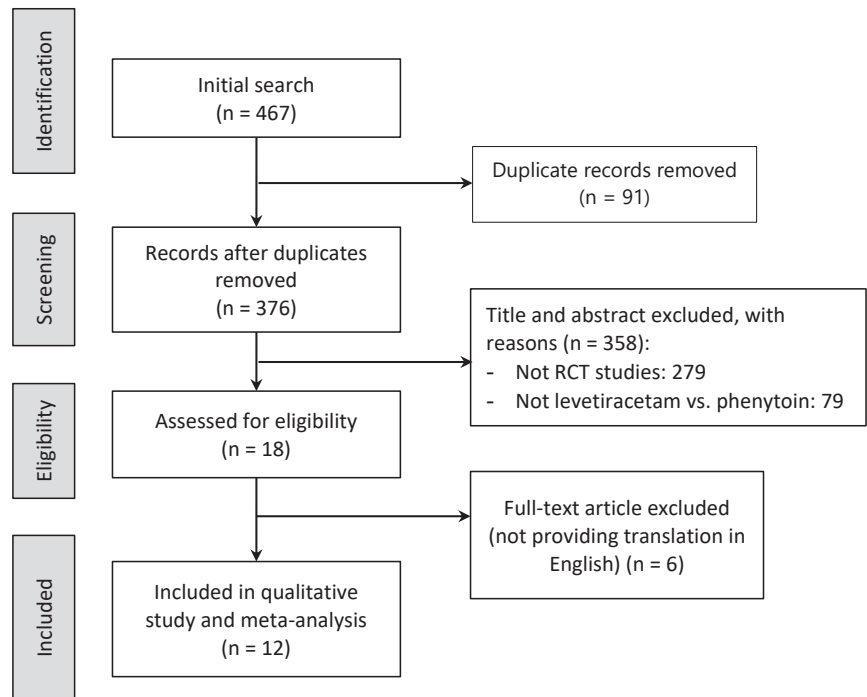 Identification
Initial search
(n = 467)
Duplicate records removed
(n = 91)
Screening
Records after duplicates
removed
(n = 376)
Title and abstract excluded, with
reasons (n = 358):
- Not RCT studies: 279
- Not levetiracetam vs. phenytoin: 79
Eligibility
Assessed for eligibility
(n = 18)
Full-text article excluded
(not providing translation in
English) (n = 6)
Included
Included in qualitative
study and meta-analysis
(n = 12)